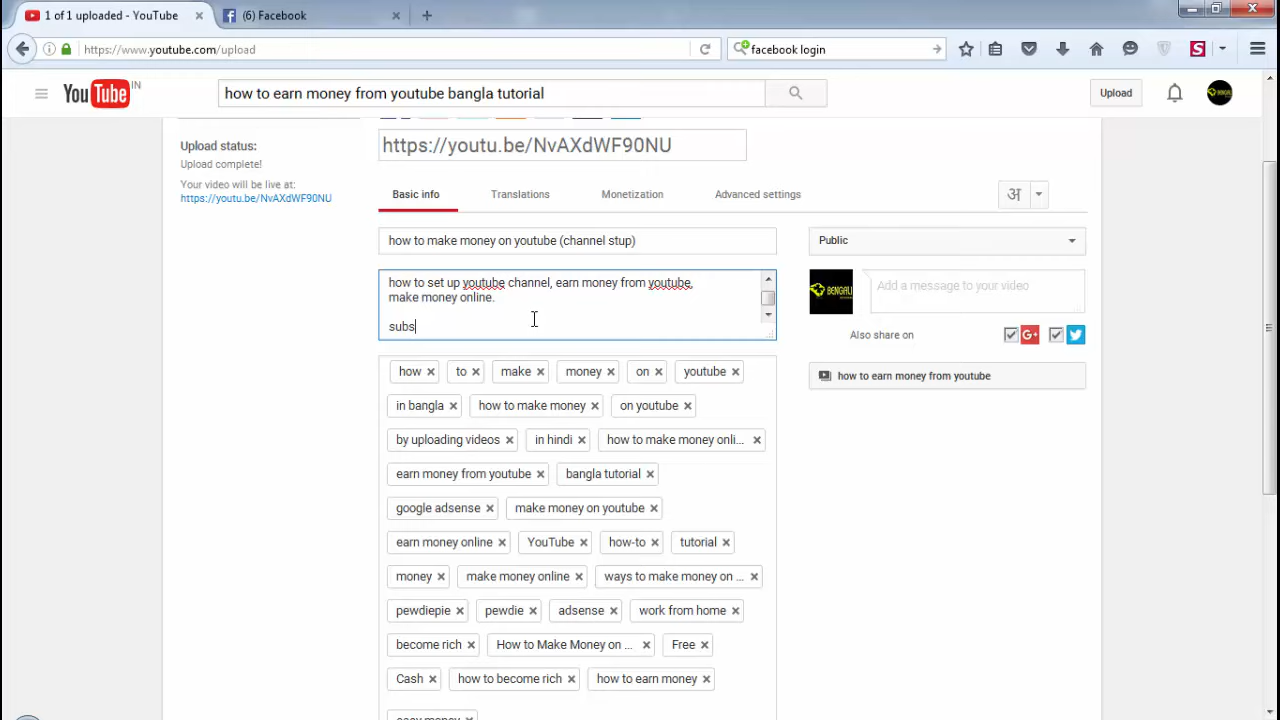 1 of 1 uploaded - YouTube
(6) Facebook
https://www.youtube.com/upload
facebook login
YouTube IN
how to earn money from youtube bangla tutorial
Upload
BENGALI
Upload status:
Upload complete!
Your video will be live at:
https://youtu.be/NvAXdWF90NU
https://youtu.be/NvAXdWF90NU
Basic info
Translations
Monetization
Advanced settings
अ
how to make money on youtube (channel stup)
how to set up youtube channel, earn money from youtube,
make money online.
subs
Public
BENGALI
Add a message to your video
Also share on
G+
how to earn money from youtube
how to make money on youtube
in bangla how to make money on youtube
by uploading videos in hindi how to make money onli...
earn money from youtube bangla tutorial
google adsense make money on youtube
earn money online YouTube how-to tutorial
money make money online ways to make money on ...
pewdiepie pewdie adsense work from home
become rich How to Make Money on ... Free
Cash how to become rich how to earn money
easy money